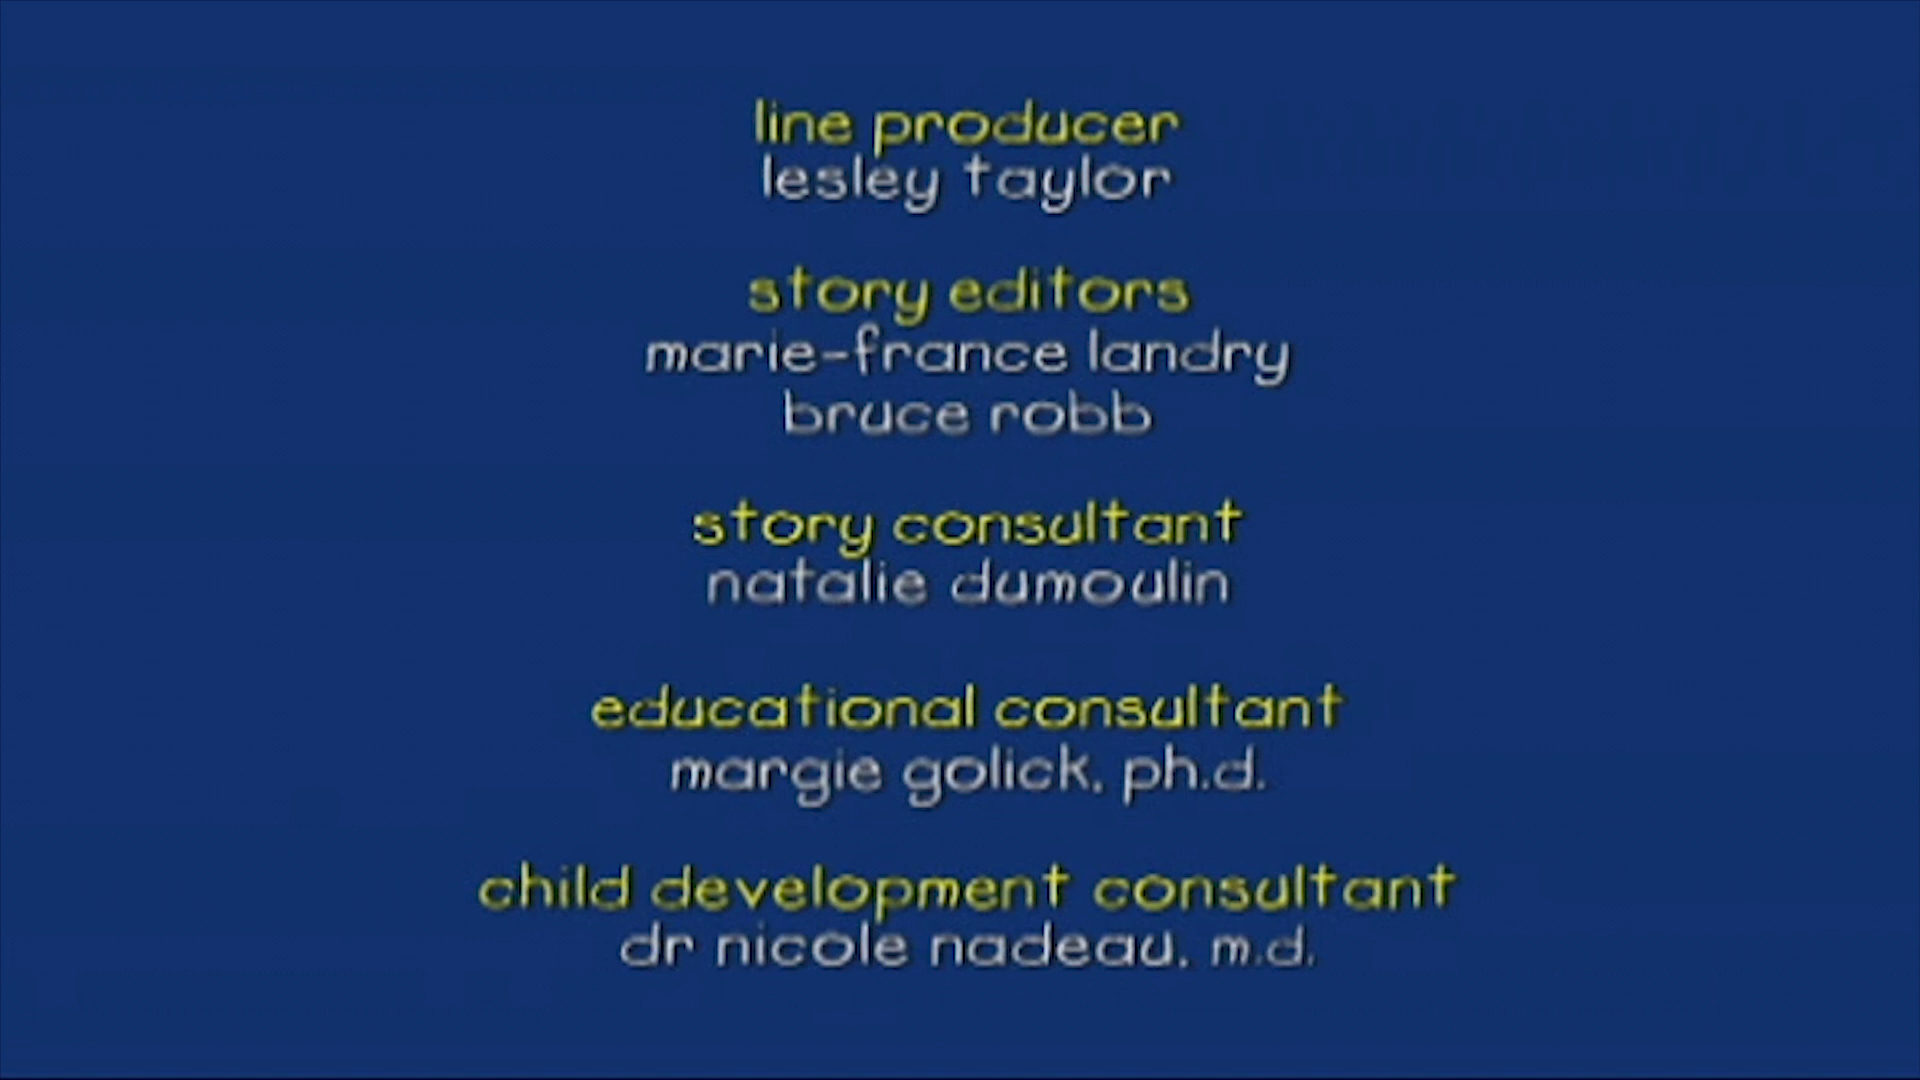 line producer
lesley taylor
story editors
marie-france landry
bruce robb
story consultant
natalie dumoulin
educational consultant
margie golick, ph.d.
child development consultant
dr nicole nadeau, m.d.